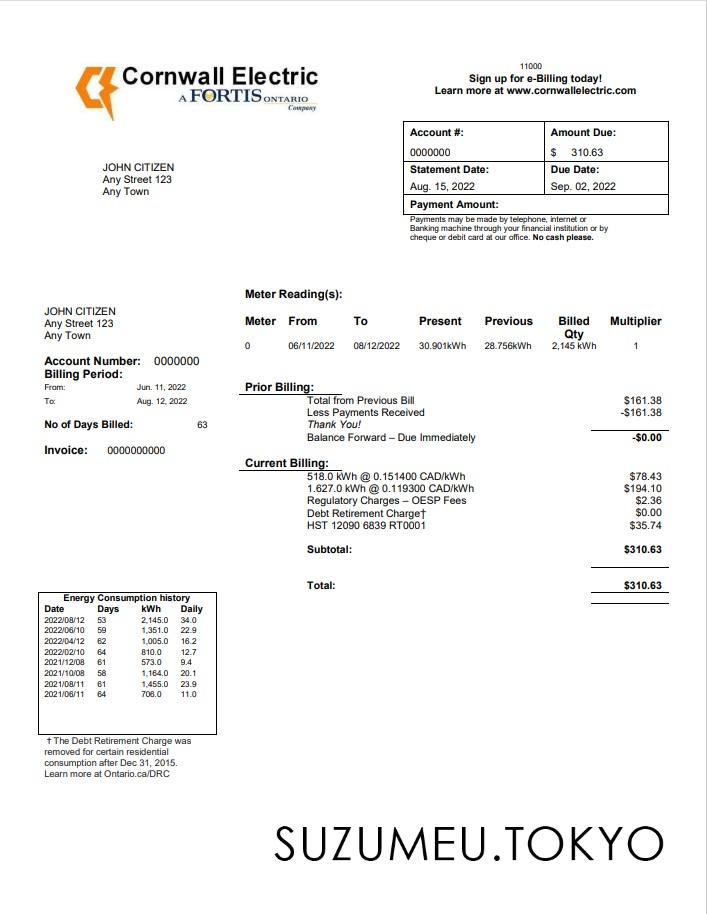 Cornwall Electric
A FORTIS ONTARIO
Company
11000
Sign up for e-Billing today!
Learn more at www.cornwallelectric.com
Account #: Amount Due:
0000000 $ 310.63
Statement Date: Due Date:
Aug. 15, 2022 Sep. 02, 2022
Payment Amount:
Payments may be made by telephone, internet or
Banking machine through your financial institution or by
cheque or debit card at our office. No cash please.
JOHN CITIZEN
Any Street 123
Any Town
JOHN CITIZEN
Any Street 123
Any Town
Account Number: 0000000
Billing Period:
From: Jun. 11, 2022
To: Aug. 12, 2022
No of Days Billed: 63
Invoice: 0000000000
Meter Reading(s):
Meter From To Present Previous Billed Qty Multiplier
0 06/11/2022 08/12/2022 30.901kWh 28.756kWh 2,145 kWh 1
Prior Billing:
Total from Previous Bill $161.38
Less Payments Received -$161.38
Thank You!
Balance Forward – Due Immediately -$0.00
Current Billing:
518.0 kWh @ 0.151400 CAD/kWh $78.43
1.627.0 kWh @ 0.119300 CAD/kWH $194.10
Regulatory Charges – OESP Fees $2.36
Debt Retirement Charge† $0.00
HST 12090 6839 RT0001 $35.74
Subtotal: $310.63
Total: $310.63
Energy Consumption history
Date Days kWh Daily
2022/08/12 53 2,145.0 34.0
2022/06/10 59 1,351.0 22.9
2022/04/12 62 1,005.0 16.2
2022/02/10 64 810.0 12.7
2021/12/08 61 573.0 9.4
2021/10/08 58 1,164.0 20.1
2021/08/11 61 1,455.0 23.9
2021/06/11 64 706.0 11.0
† The Debt Retirement Charge was
removed for certain residential
consumption after Dec 31, 2015.
Learn more at Ontario.ca/DRC
SUZUMEU.TOKYO